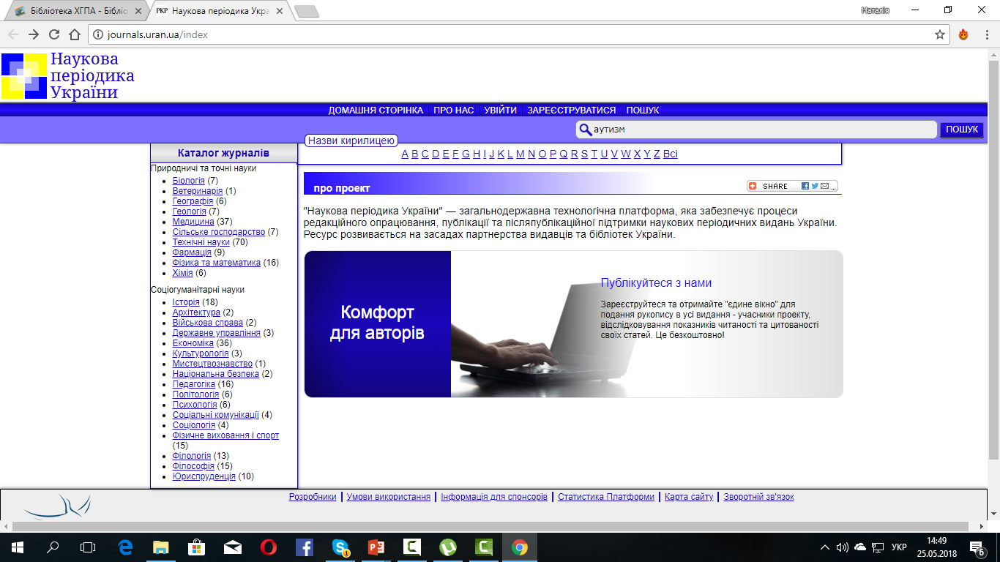 Бібліотека ХГПА - Бібліо
Наукова періодика Укра
Наталія
journals.uran.ua/index
Наукова
періодика
України
ДОМАШНЯ СТОРІНКА ПРО НАС УВІЙТИ ЗАРЕЄСТРУВАТИСЯ ПОШУК
аутизм ПОШУК
Назви кирилицею
A B C D E F G H I J K L M N O P Q R S T U V W X Y Z Всі
Каталог журналів
Природничі та точні науки
Біологія (7)
Ветеринарія (1)
Географія (6)
Геологія (7)
Медицина (37)
Сільське господарство (7)
Технічні науки (70)
Фармація (9)
Фізика та математика (16)
Хімія (6)
Соціогуманітарні науки
Історія (18)
Архітектура (2)
Військова справа (2)
Державне управління (3)
Економіка (36)
Культурологія (3)
Мистецтвознавство (1)
Національна безпека (2)
Педагогіка (16)
Політологія (6)
Психологія (6)
Соціальні комунікації (4)
Соціологія (4)
Фізичне виховання і спорт
(15)
Філологія (13)
Філософія (15)
Юриспруденція (10)
про проект
SHARE ...
"Наукова періодика України" — загальнодержавна технологічна платформа, яка забезпечує процеси
редакційного опрацювання, публікації та післяпублікаційної підтримки наукових періодичних видань України.
Ресурс розвивається на засадах партнерства видавців та бібліотек України.
Комфорт
для авторів
Публікуйтеся з нами
Зареєструйтеся та отримайте "єдине вікно" для
подання рукопису в усі видання - учасники проекту,
відслідковування показників читаності та цитованості
своїх статей. Це безкоштовно!
Розробники | Умови використання | Інформація для спонсорів | Статистика Платформи | Карта сайту | Зворотній зв'язок
УКР
14:49
25.05.2018